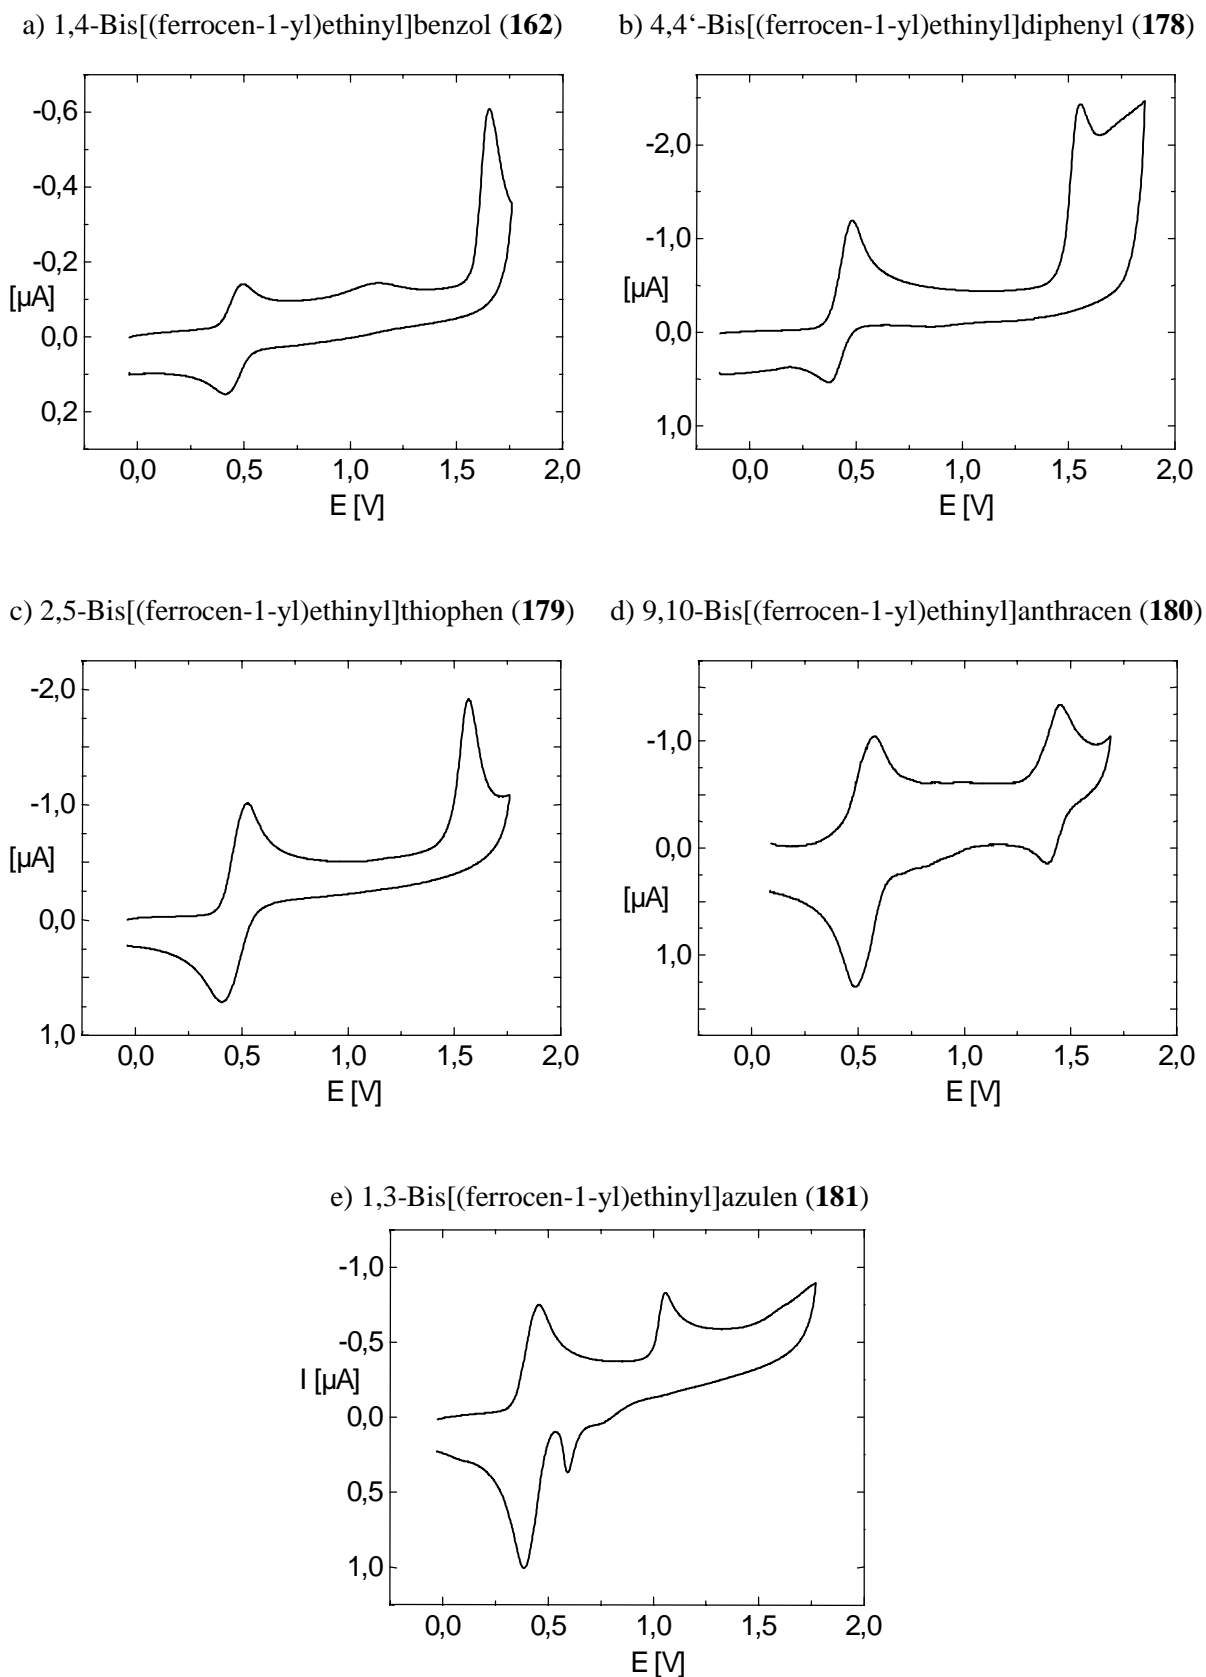 a) 1,4-Bis[(ferrocen-1-yl)ethinyl]benzol (162)
b) 4,4‘-Bis[(ferrocen-1-yl)ethinyl]diphenyl (178)
-0,6
-0,4
-0,2
[µA]
0,0
0,2
0,0 0,5 1,0 1,5 2,0
E [V]
-2,0
-1,0
[µA]
0,0
1,0
0,0 0,5 1,0 1,5 2,0
E [V]
c) 2,5-Bis[(ferrocen-1-yl)ethinyl]thiophen (179)
d) 9,10-Bis[(ferrocen-1-yl)ethinyl]anthracen (180)
-2,0
-1,0
[µA]
0,0
1,0
0,0 0,5 1,0 1,5 2,0
E [V]
-1,0
0,0
[µA]
1,0
0,0 0,5 1,0 1,5 2,0
E [V]
e) 1,3-Bis[(ferrocen-1-yl)ethinyl]azulen (181)
-1,0
-0,5
I [µA]
0,0
0,5
1,0
0,0 0,5 1,0 1,5 2,0
E [V]